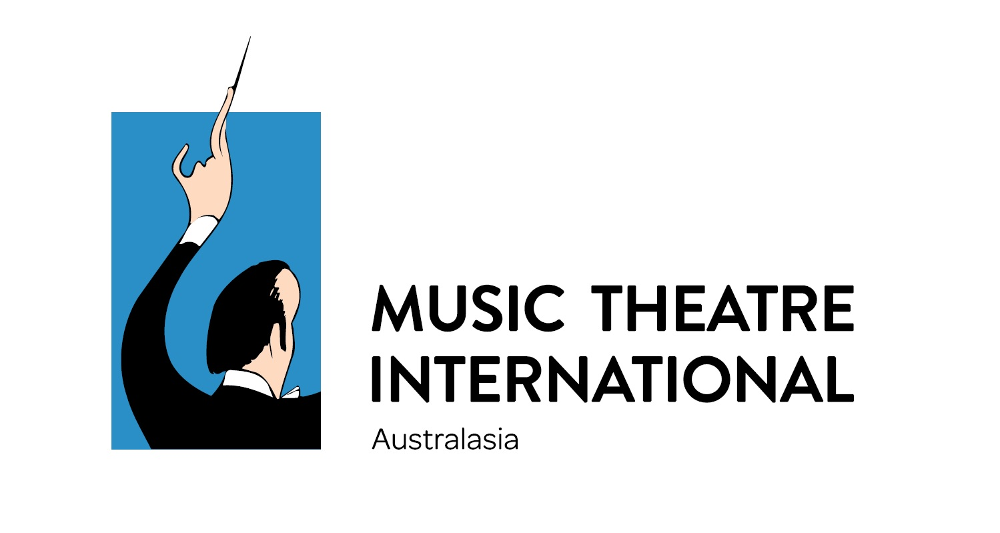 MUSIC THEATRE
INTERNATIONAL
Australasia